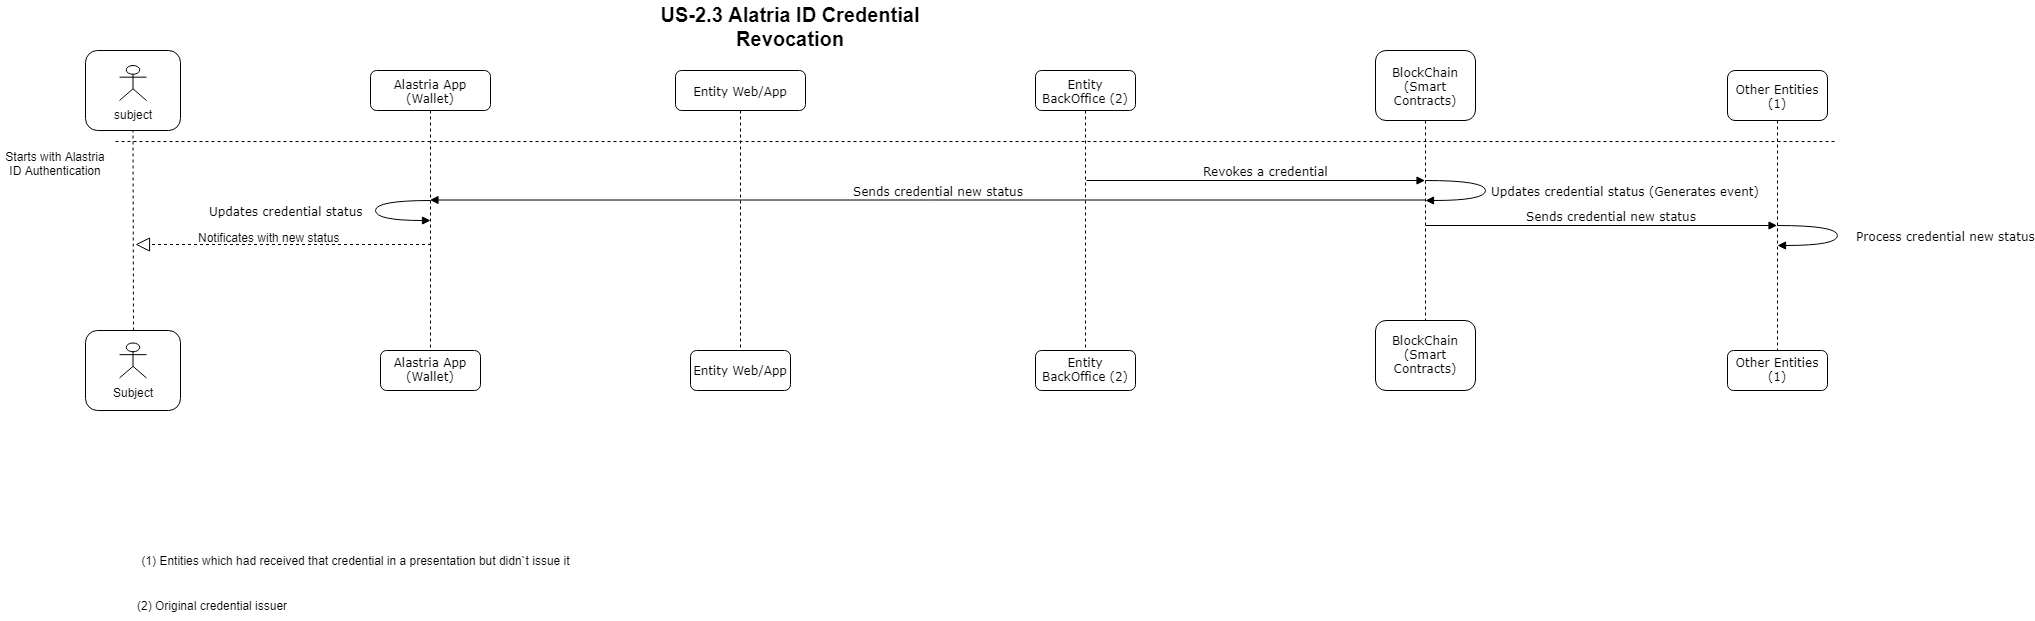 US-2.3 Alatria ID Credential
Revocation
subject
Alastria App
(Wallet)
Entity Web/App
Entity
BackOffice (2)
BlockChain
(Smart
Contracts)
Other Entities
(1)
Starts with Alastria
ID Authentication
Revokes a credential
Sends credential new status
Updates credential status (Generates event)
Updates credential status
Sends credential new status
Notificates with new status
Process credential new status
Subject
Alastria App
(Wallet)
Entity Web/App
Entity
BackOffice (2)
BlockChain
(Smart
Contracts)
Other Entities
(1)
(1) Entities which had received that credential in a presentation but didn`t issue it
(2) Original credential issuer